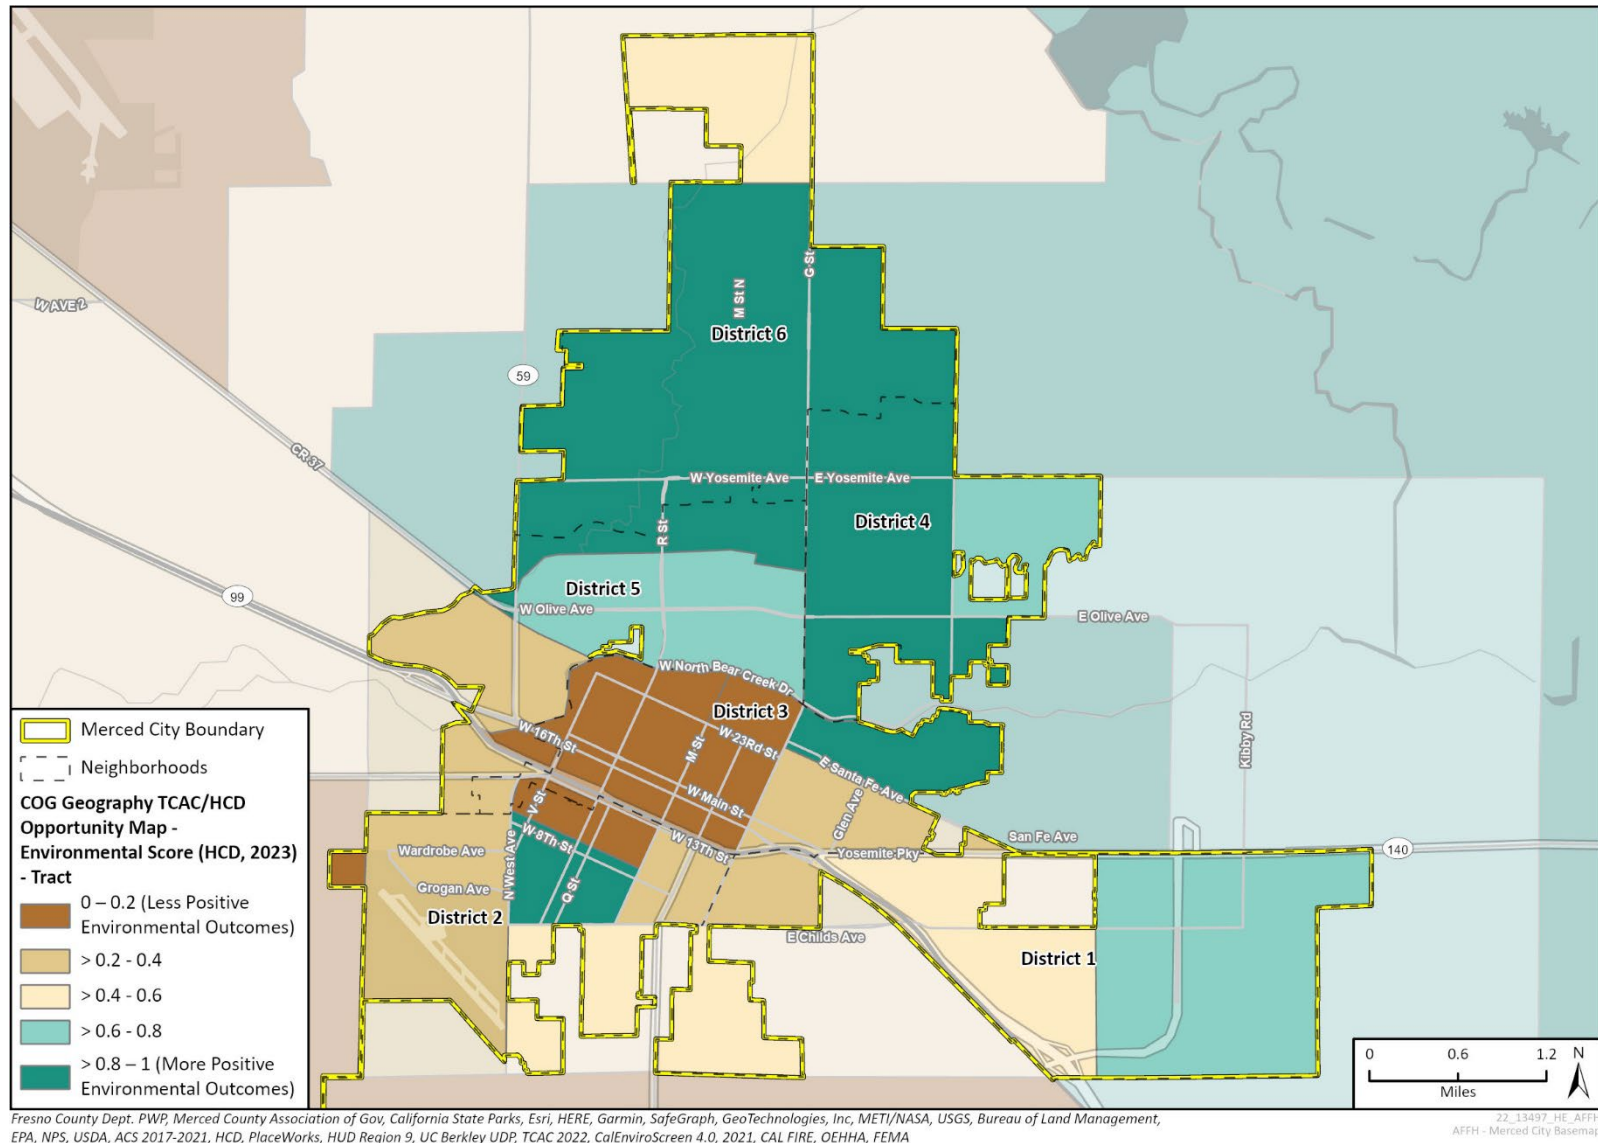 G St
M St N
District 6
W AVE 2
59
CR 37
W Yosemite Ave
E Yosemite Ave
District 4
R St
District 5
99
W Olive Ave
E Olive Ave
W North Bear Creek Dr
District 3
W 16Th St
M St
W 23Rd St
Kibby Rd
E Santa Fe Ave
W Main St
Glen Ave
V St
San Fe Ave
W 8Th St
W 13Th St
Yosemite Pky
140
Wardrobe Ave
N West Ave
Grogan Ave
Q St
District 2
E Childs Ave
District 1
Merced City Boundary
Neighborhoods
COG Geography TCAC/HCD
Opportunity Map -
Environmental Score (HCD, 2023)
- Tract
0 – 0.2 (Less Positive
Environmental Outcomes)
> 0.2 - 0.4
> 0.4 - 0.6
> 0.6 - 0.8
> 0.8 – 1 (More Positive
Environmental Outcomes)
0 0.6 1.2 N
Miles
Fresno County Dept. PWP, Merced County Association of Gov, California State Parks, Esri, HERE, Garmin, SafeGraph, GeoTechnologies, Inc, METI/NASA, USGS, Bureau of Land Management,
EPA, NPS, USDA, ACS 2017-2021, HCD, PlaceWorks, HUD Region 9, UC Berkley UDP, TCAC 2022, CalEnviroScreen 4.0, 2021, CAL FIRE, OEHHA, FEMA
22_13497_HE_AFFH
AFFH - Merced City Basemap